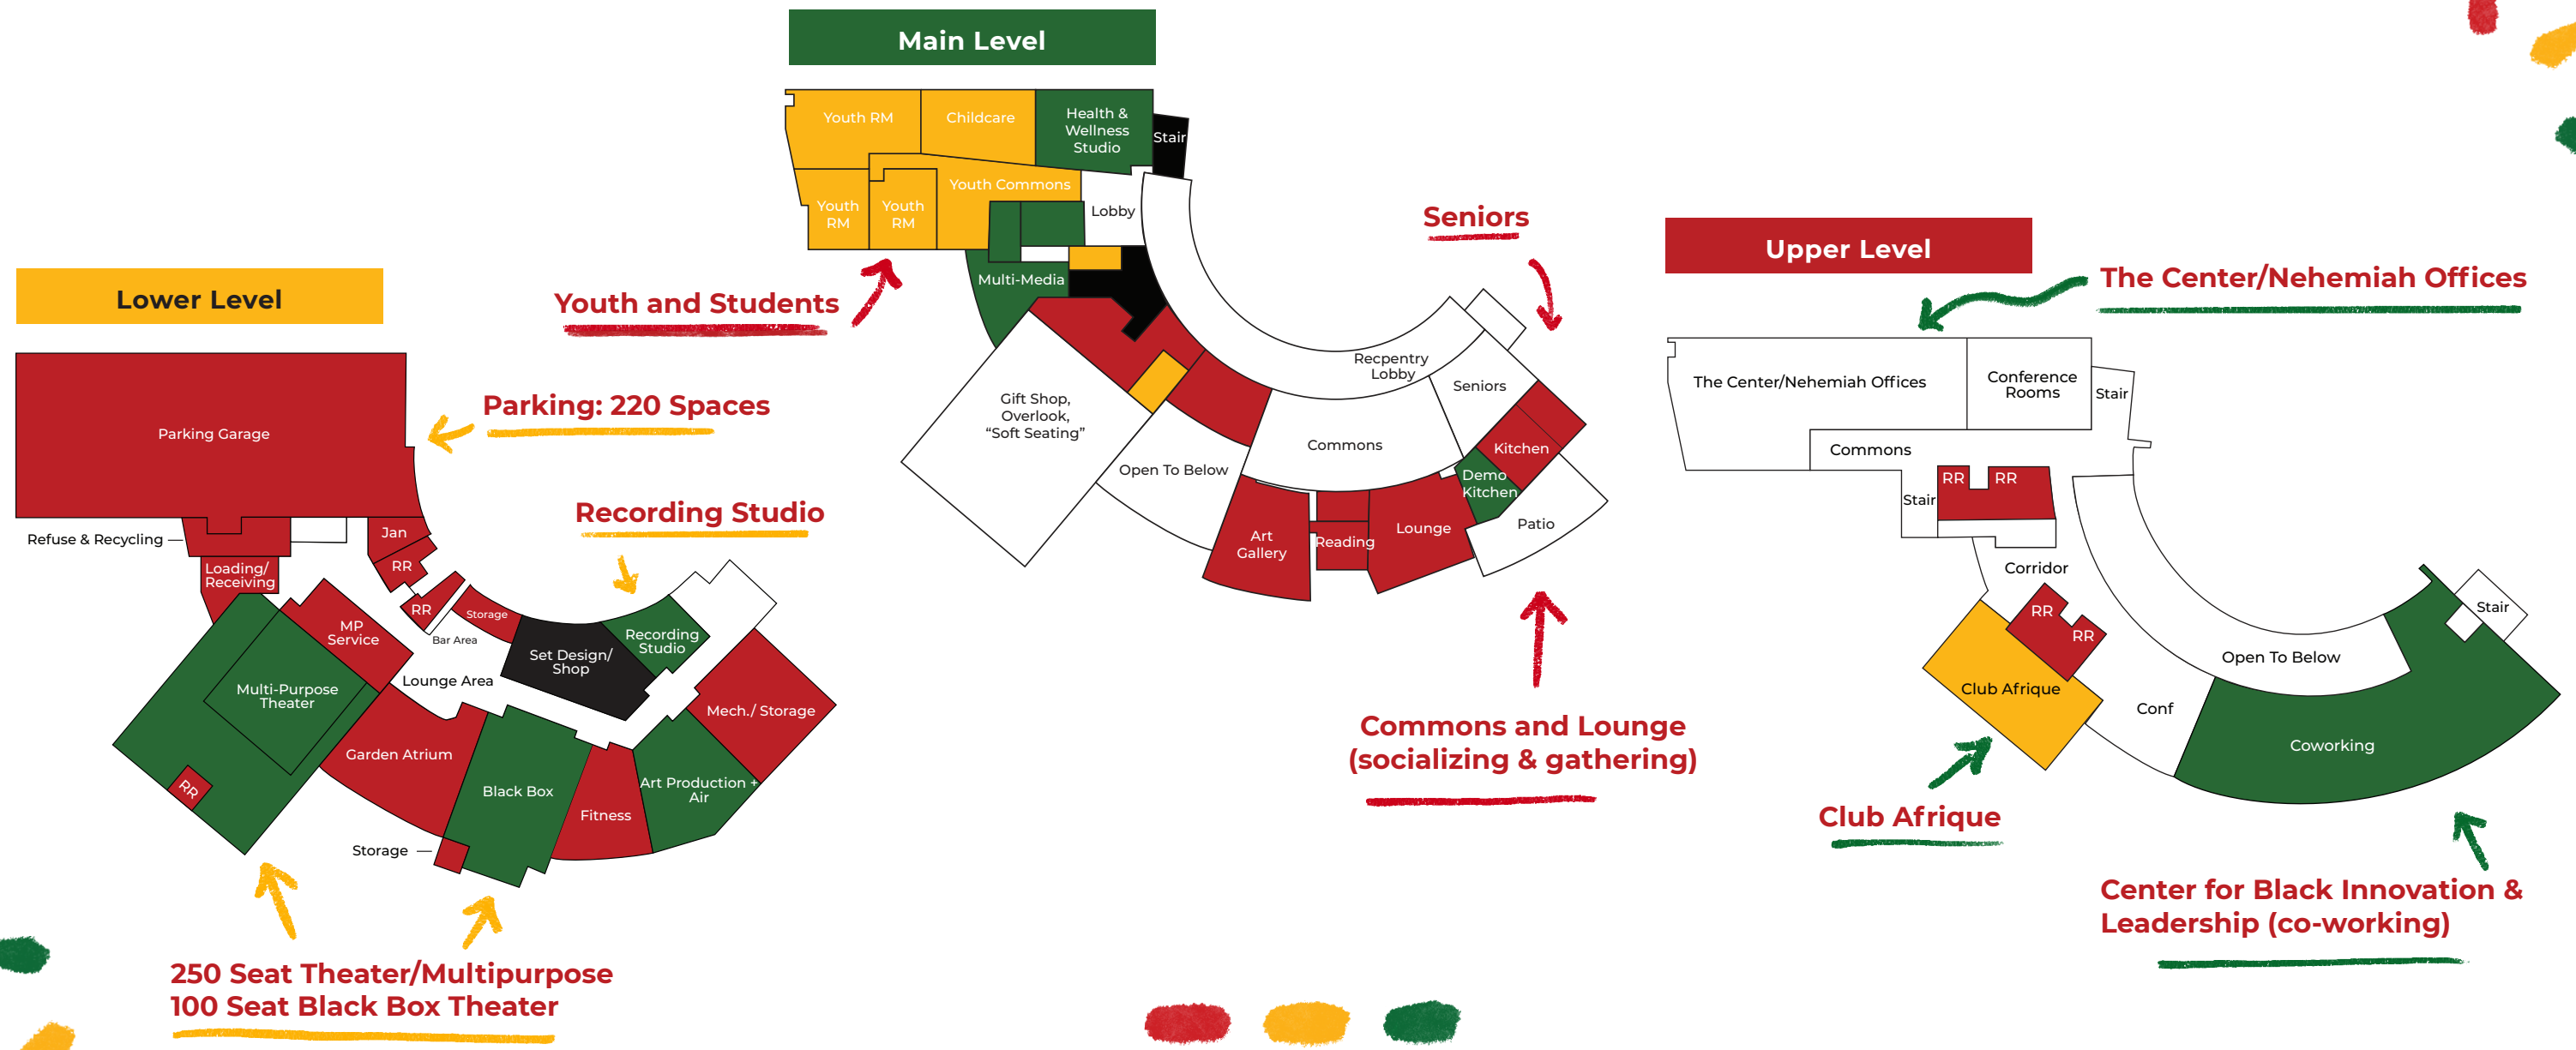 Main Level
Youth RM
Childcare
Health &
Wellness
Studio
Stair
Youth Commons
Youth
RM
Youth
RM
Lobby
Multi-Media
Seniors
Youth and Students
Recpentry
Lobby
Seniors
Gift Shop,
Overlook,
“Soft Seating”
Commons
Kitchen
Open To Below
Demo
Kitchen
Art
Gallery
Reading
Lounge
Patio
Commons and Lounge
(socializing & gathering)
Lower Level
Parking Garage
Parking: 220 Spaces
Refuse & Recycling
Jan
Loading/
Receiving
RR
RR
Storage
Bar Area
Recording Studio
MP
Service
Recording
Studio
Set Design/
Shop
Lounge Area
Multi-Purpose
Theater
Mech./ Storage
Garden Atrium
RR
Black Box
Art Production +
Air
Fitness
Storage
250 Seat Theater/Multipurpose
100 Seat Black Box Theater
Upper Level
The Center/Nehemiah Offices
The Center/Nehemiah Offices
Conference
Rooms
Stair
Commons
RR
RR
Stair
Corridor
RR
RR
Stair
Open To Below
Club Afrique
Conf
Coworking
Club Afrique
Center for Black Innovation &
Leadership (co-working)